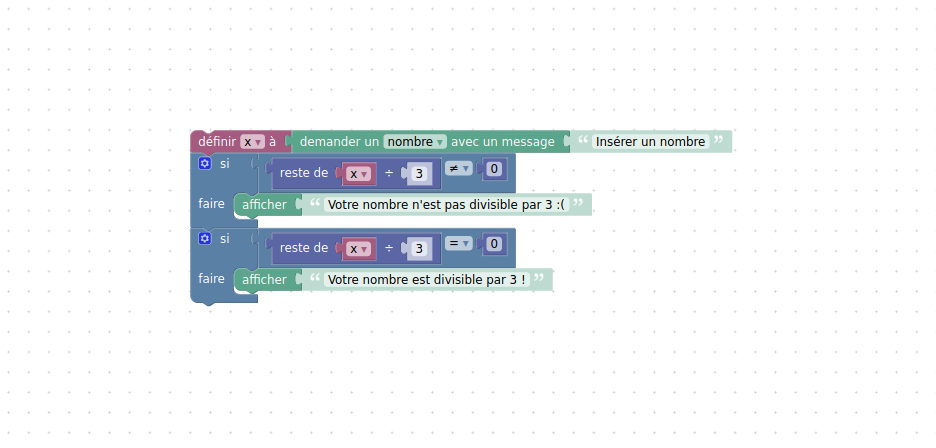 définir x ▾ à demander un nombre ▾ avec un message “ Insérer un nombre ”
si reste de x ▾ ÷ 3 ≠ ▾ 0
faire afficher “ Votre nombre n'est pas divisible par 3 :( ”
si reste de x ▾ ÷ 3 = ▾ 0
faire afficher “ Votre nombre est divisible par 3 ! ”